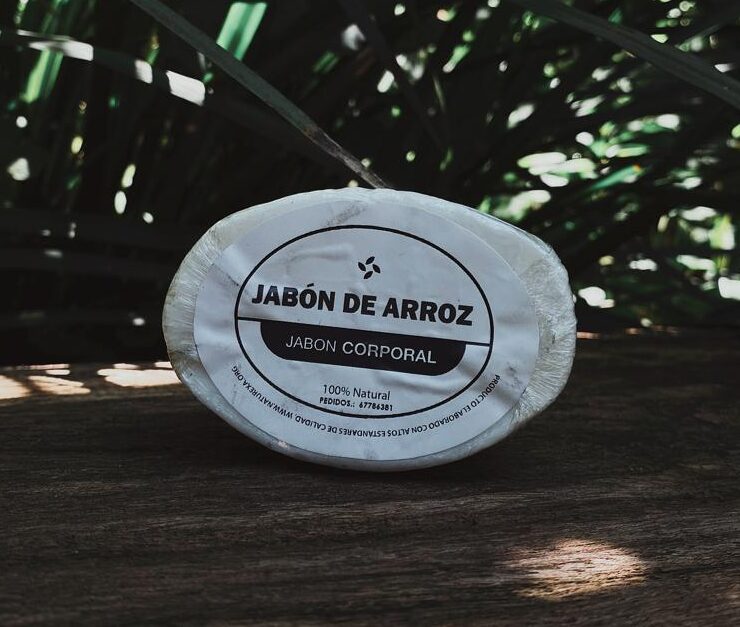 JABÓN DE ARROZ
JABON CORPORAL
100% Natural
PEDIDOS.: 67786381
PRODUCTO ELABORADO CON ALTOS ESTANDARES DE CALIDAD, WWW.NATUREXA.ORG